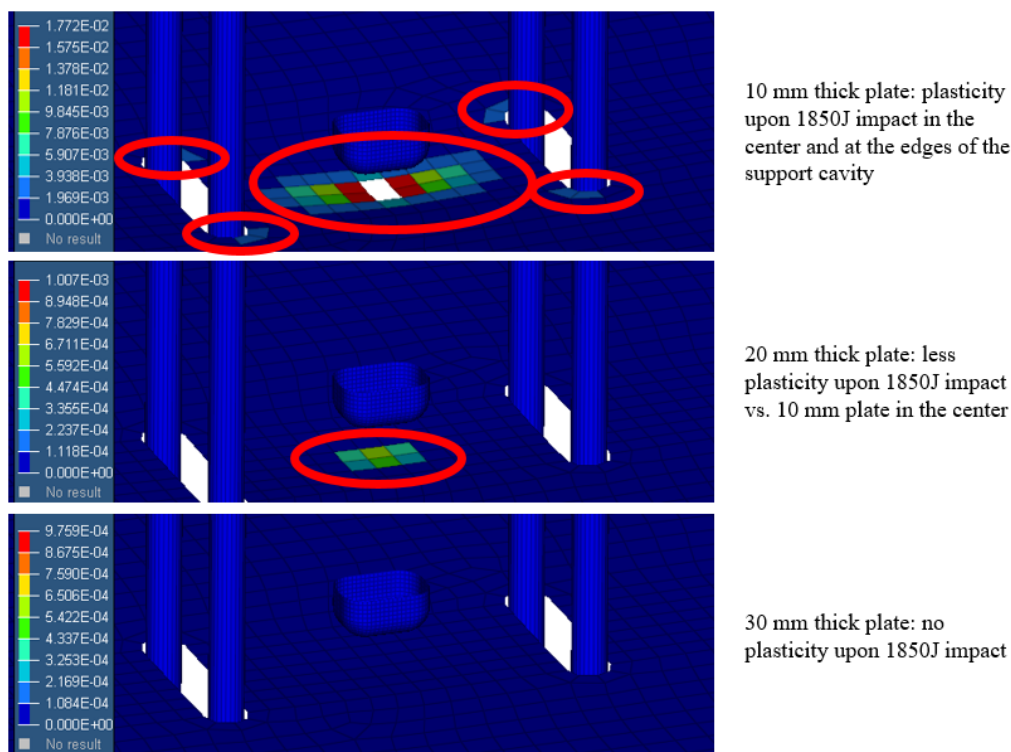 1.772E-02
1.575E-02
1.378E-02
1.181E-02
9.845E-03
7.876E-03
5.907E-03
3.938E-03
1.969E-03
0.000E+00
No result
10 mm thick plate: plasticity
upon 1850J impact in the
center and at the edges of the
support cavity
1.007E-03
8.948E-04
7.829E-04
6.711E-04
5.592E-04
4.474E-04
3.355E-04
2.237E-04
1.118E-04
0.000E+00
No result
20 mm thick plate: less
plasticity upon 1850J impact
vs. 10 mm plate in the center
9.759E-04
8.675E-04
7.590E-04
6.506E-04
5.422E-04
4.337E-04
3.253E-04
2.169E-04
1.084E-04
0.000E+00
No result
30 mm thick plate: no
plasticity upon 1850J impact